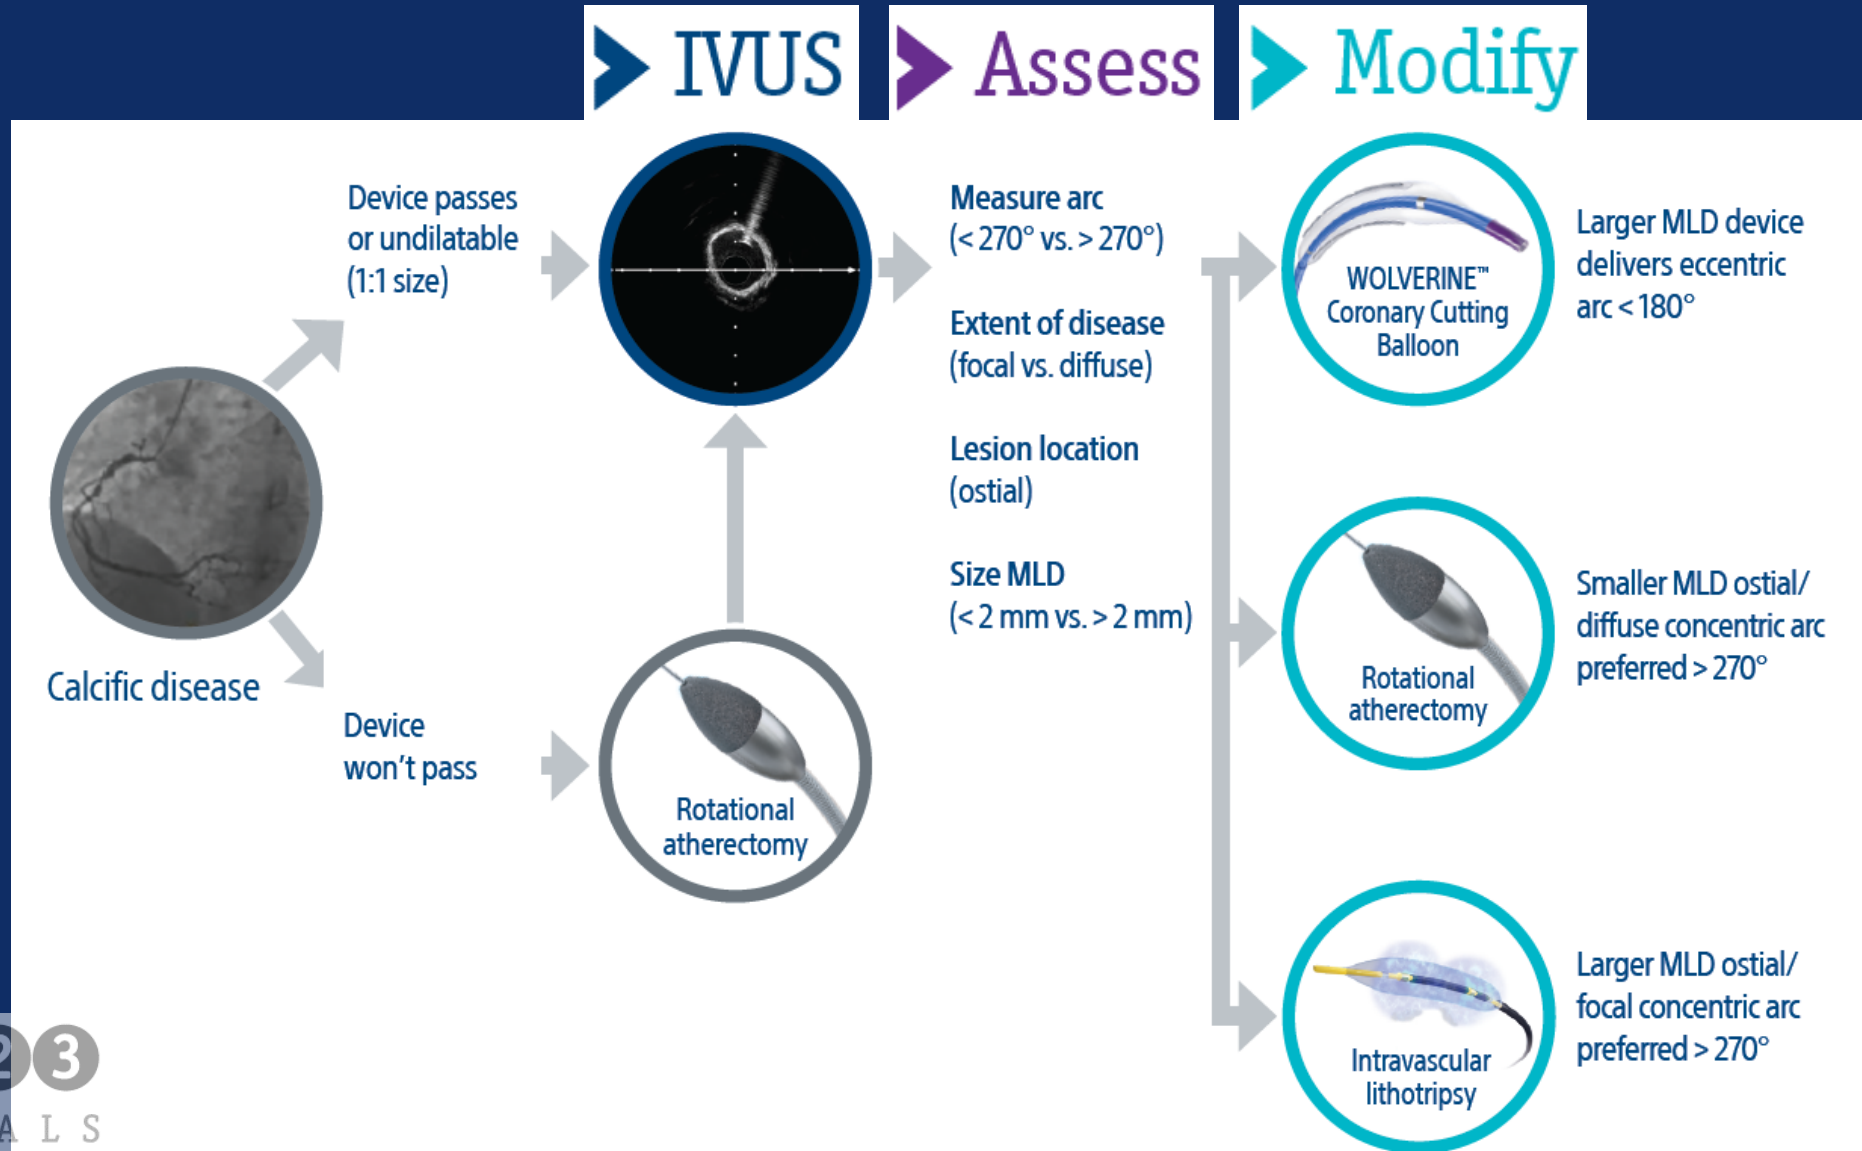 IVUS
Assess
Modify
Device passes
or undilatable
(1:1 size)
Measure arc
(< 270° vs. > 270°)
Extent of disease
(focal vs. diffuse)
Lesion location
(ostial)
Size MLD
(< 2 mm vs. > 2 mm)
WOLVERINE™
Coronary Cutting
Balloon
Larger MLD device
delivers eccentric
arc < 180°
Calcific disease
Device
won't pass
Rotational
atherectomy
Rotational
atherectomy
Smaller MLD ostial/
diffuse concentric arc
preferred > 270°
Intravascular
lithotripsy
Larger MLD ostial/
focal concentric arc
preferred > 270°
2 3
A L S